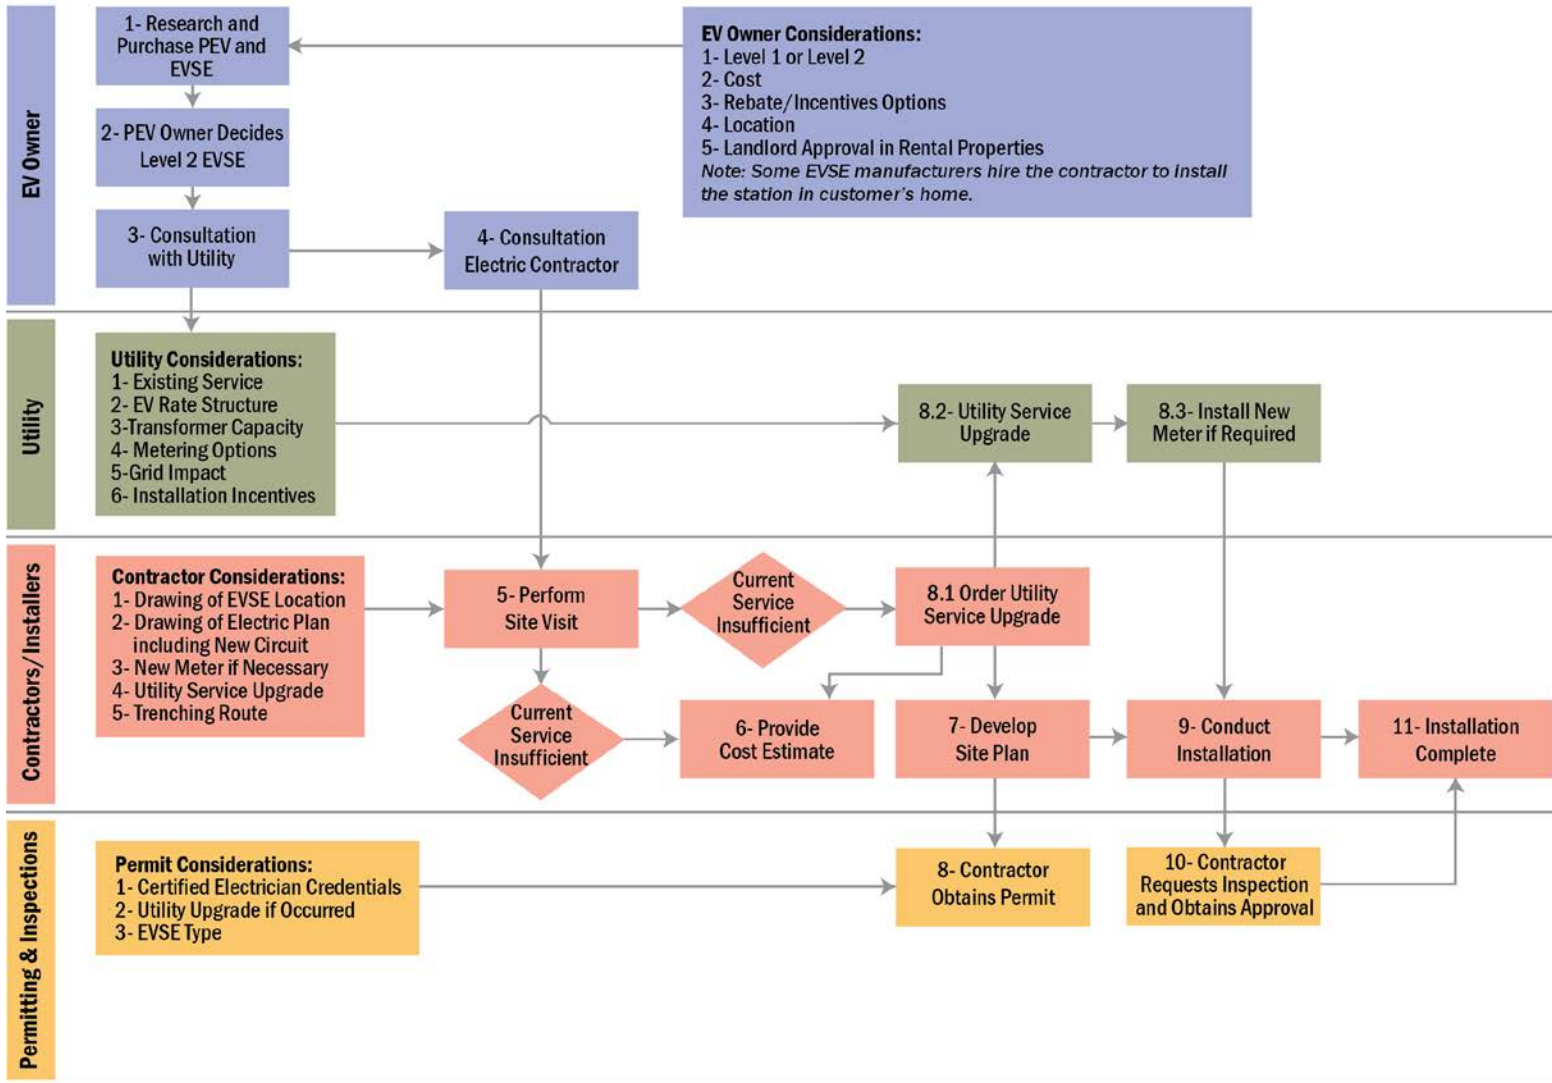 EV Owner
1- Research and
Purchase PEV and
EVSE
EV Owner Considerations:
1- Level 1 or Level 2
2- Cost
3- Rebate/Incentives Options
4- Location
5- Landlord Approval in Rental Properties
Note: Some EVSE manufacturers hire the contractor to install
the station in customer's home.
2- PEV Owner Decides
Level 2 EVSE
3- Consultation
with Utility
4- Consultation
Electric Contractor
Utility
Utility Considerations:
1- Existing Service
2- EV Rate Structure
3-Transformer Capacity
4- Metering Options
5-Grid Impact
6- Installation Incentives
8.2- Utility Service
Upgrade
8.3- Install New
Meter if Required
Contractors/Installers
Contractor Considerations:
1- Drawing of EVSE Location
2- Drawing of Electric Plan
including New Circuit
3- New Meter if Necessary
4- Utility Service Upgrade
5- Trenching Route
5- Perform
Site Visit
Current
Service
Insufficient
8.1 Order Utility
Service Upgrade
Current
Service
Insufficient
6- Provide
Cost Estimate
7- Develop
Site Plan
9- Conduct
Installation
11- Installation
Complete
Permitting & Inspections
Permit Considerations:
1- Certified Electrician Credentials
2- Utility Upgrade if Occurred
3- EVSE Type
8- Contractor
Obtains Permit
10- Contractor
Requests Inspection
and Obtains Approval